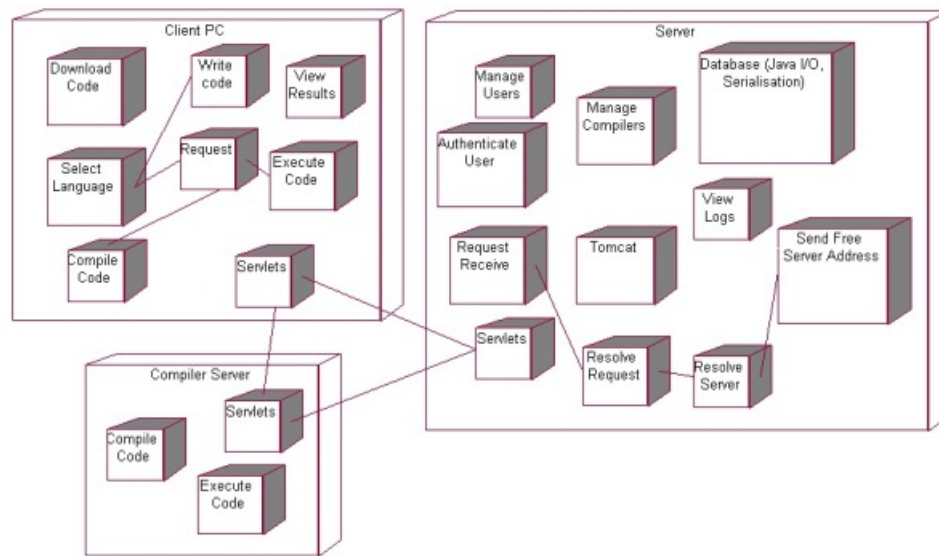 Client PC
Download
Code
Write
code
View
Results
Select
Language
Request
Execute
Code
Compile
Code
Servlets
Server
Manage
Users
Manage
Compilers
Database (Java I/O,
Serialisation)
Authenticate
User
View
Logs
Request
Receive
Tomcat
Send Free
Server Address
Servlets
Resolve
Request
Resolve
Server
Compiler Server
Compile
Code
Servlets
Execute
Code